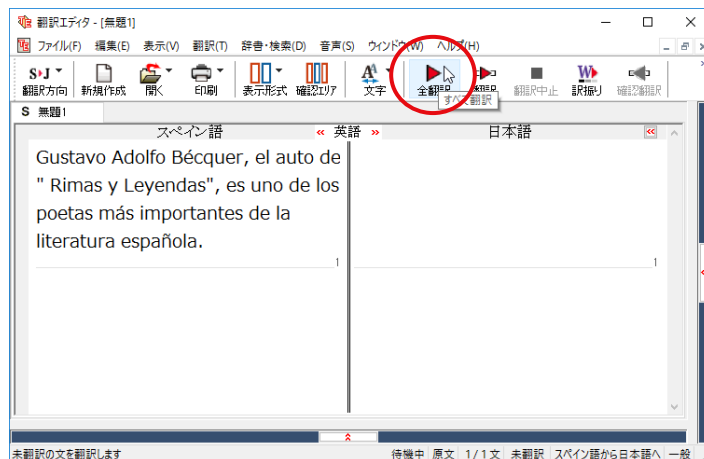 翻訳エディタ - [無題1]
ファイル(F) 編集(E) 表示(V) 翻訳(T) 辞書・検索(D) 音声(S) ウィンドウ(W) ヘルプ(H)
S›J
翻訳方向 新規作成 開く 印刷 表示形式 確認エリア 文字 全翻訳 翻訳中止 訳振り 確認翻訳
すべて翻訳
S 無題1
スペイン語 « 英語 » 日本語 «
Gustavo Adolfo Bécquer, el auto de
" Rimas y Leyendas", es uno de los
poetas más importantes de la
literatura española.
1 1
未翻訳の文を翻訳します 待機中 原文 1/1文 未翻訳 スペイン語から日本語へ 一般